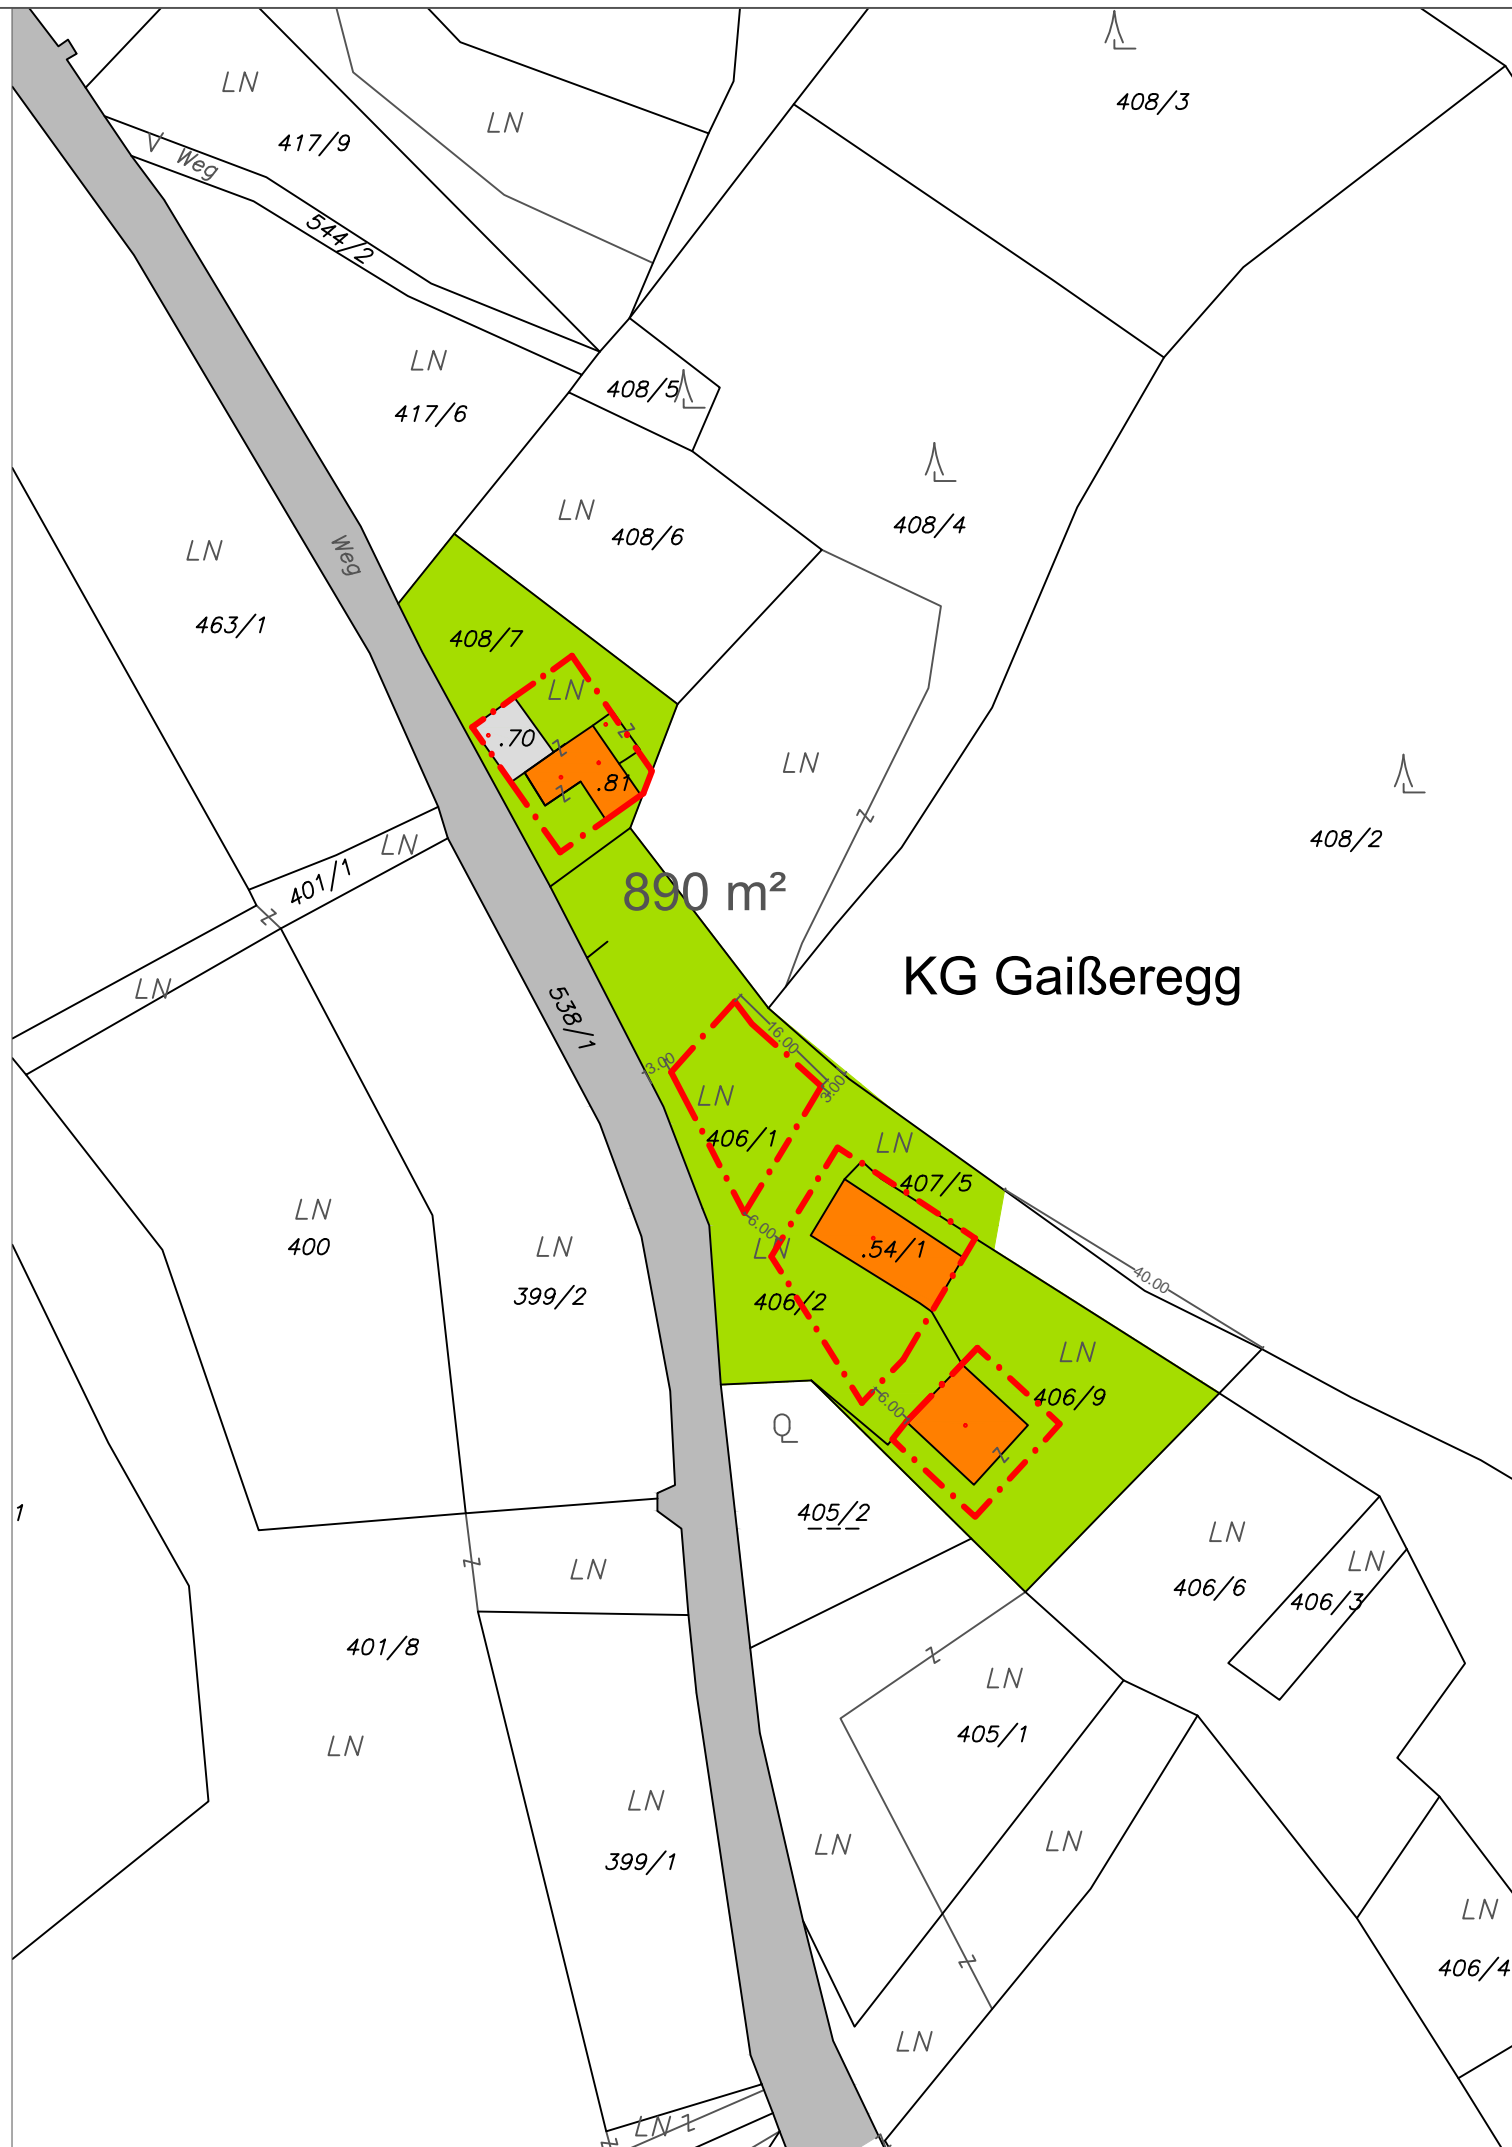 408/3
LN
LN
417/9
Weg
544/2
LN
408/5
417/6
LN
408/6
408/4
LN
Weg
463/1
408/7
LN
.70
.81
LN
408/2
LN
401/1
890 m²
KG Gaißeregg
LN
538/1
16.00
3.00
3.00
LN
406/1
LN
407/5
LN
400
6.00
LN
.54/1
LN
399/2
40.00
406/2
LN
406/9
6.00
Q
405/2
1
LN
LN
LN
406/6
406/3
401/8
LN
405/1
LN
LN
LN
LN
399/1
LN
406/4
LN
LN